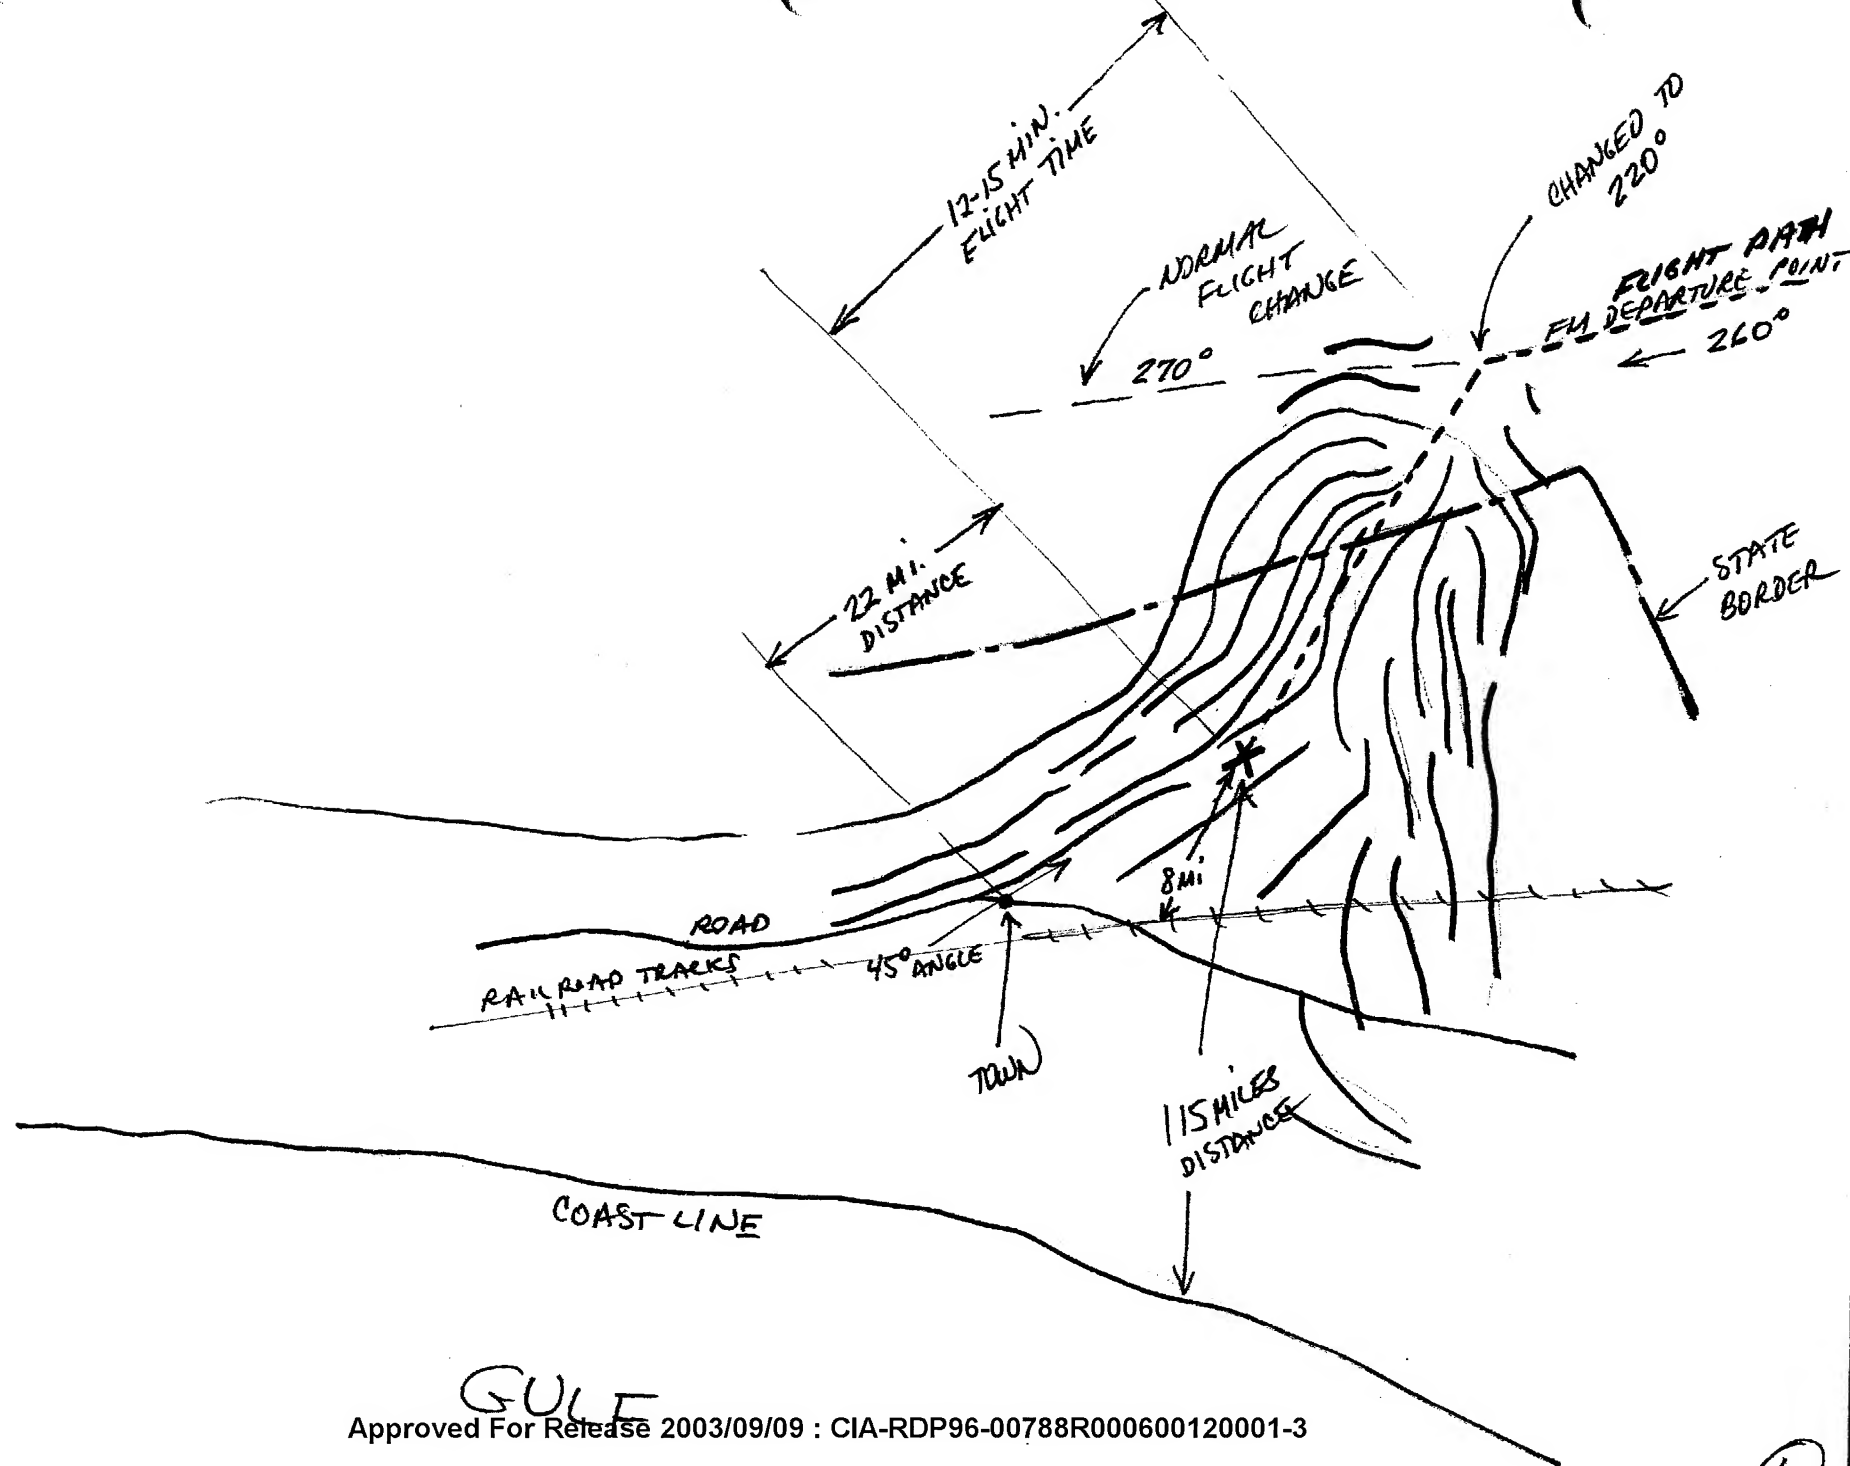 12-15 MIN.
FLIGHT TIME
CHANGED TO
220°
NORMAL
FLIGHT
CHANGE
FLIGHT PATH
FM DEPARTURE POINT
260°
270°
22 MI.
DISTANCE
STATE
BORDER
8 Mi
ROAD
RAILROAD TRACKS
45° ANGLE
TOWN
115 MILES
DISTANCE
COAST LINE
GULF
Approved For Release 2003/09/09 : CIA-RDP96-00788R000600120001-3